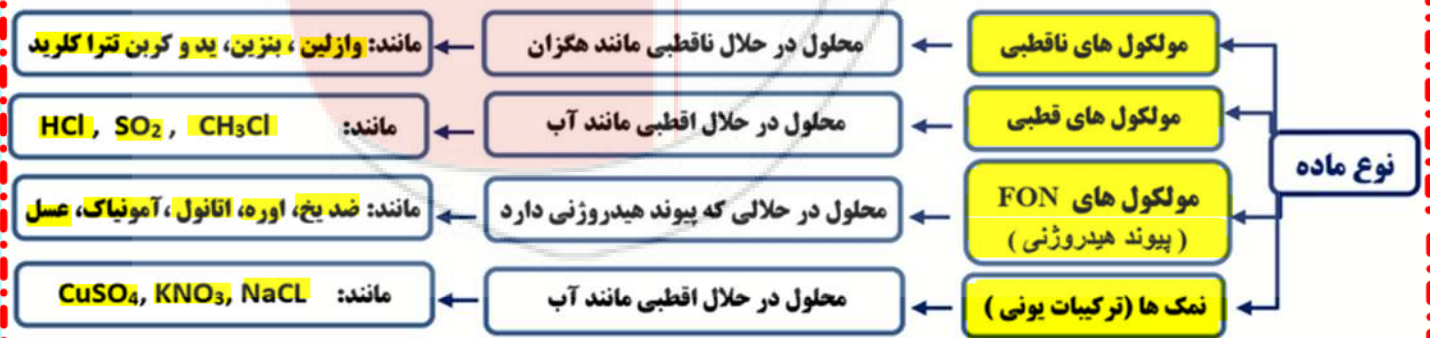 نوع ماده
مولکول های ناقطبی
محلول در حلال ناقطبی مانند هگزان
مانند: وازلین ، بنزین، ید و کربن تترا کلرید
مولکول های قطبی
محلول در حلال اقطبی مانند آب
مانند: HCl , SO₂ , CH₃Cl
مولکول های FON
( پیوند هیدروژنی )
محلول در حلالی که پیوند هیدروژنی دارد
مانند: ضد یخ، اوره، اتانول ،آمونیاک، عسل
نمک ها (ترکیبات یونی )
محلول در حلال اقطبی مانند آب
مانند: CuSO₄, KNO₃, NaCL